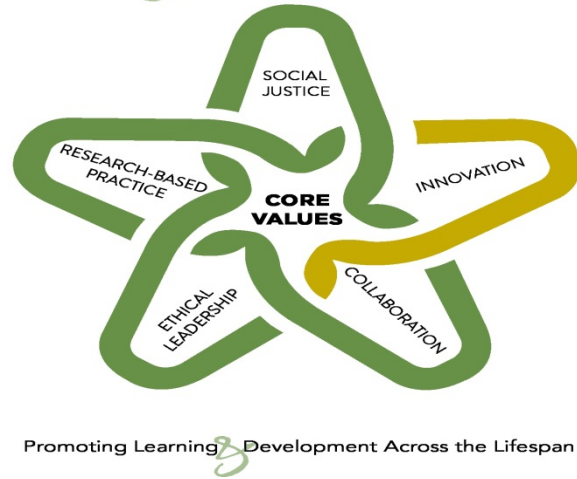 SOCIAL
JUSTICE
RESEARCH-BASED
PRACTICE
INNOVATION
CORE
VALUES
ETHICAL
LEADERSHIP
COLLABORATION
Promoting Learning & Development Across the Lifespan